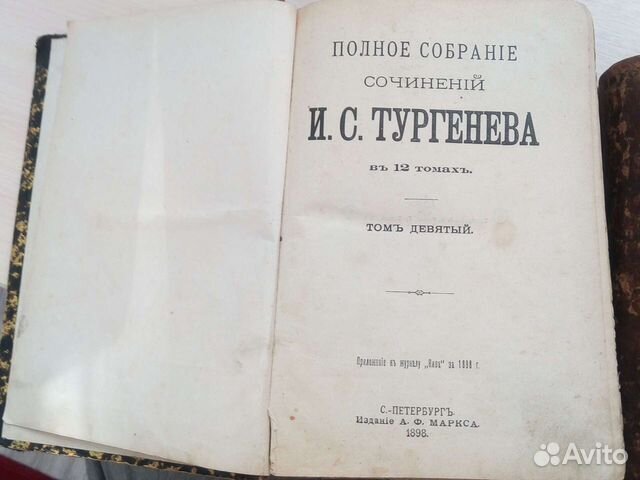 ПОЛНОЕ СОБРАНІЕ
СОЧИНЕНІЙ
И. С. ТУРГЕНЕВА
въ 12 томахъ.
ТОМЪ ДЕВЯТЫЙ.
Приложеніе къ журналу „Нива" за 1898 г.
С.-ПЕТЕРБУРГЪ.
Изданіе А. Ф. МАРКСА.
1898.
Avito